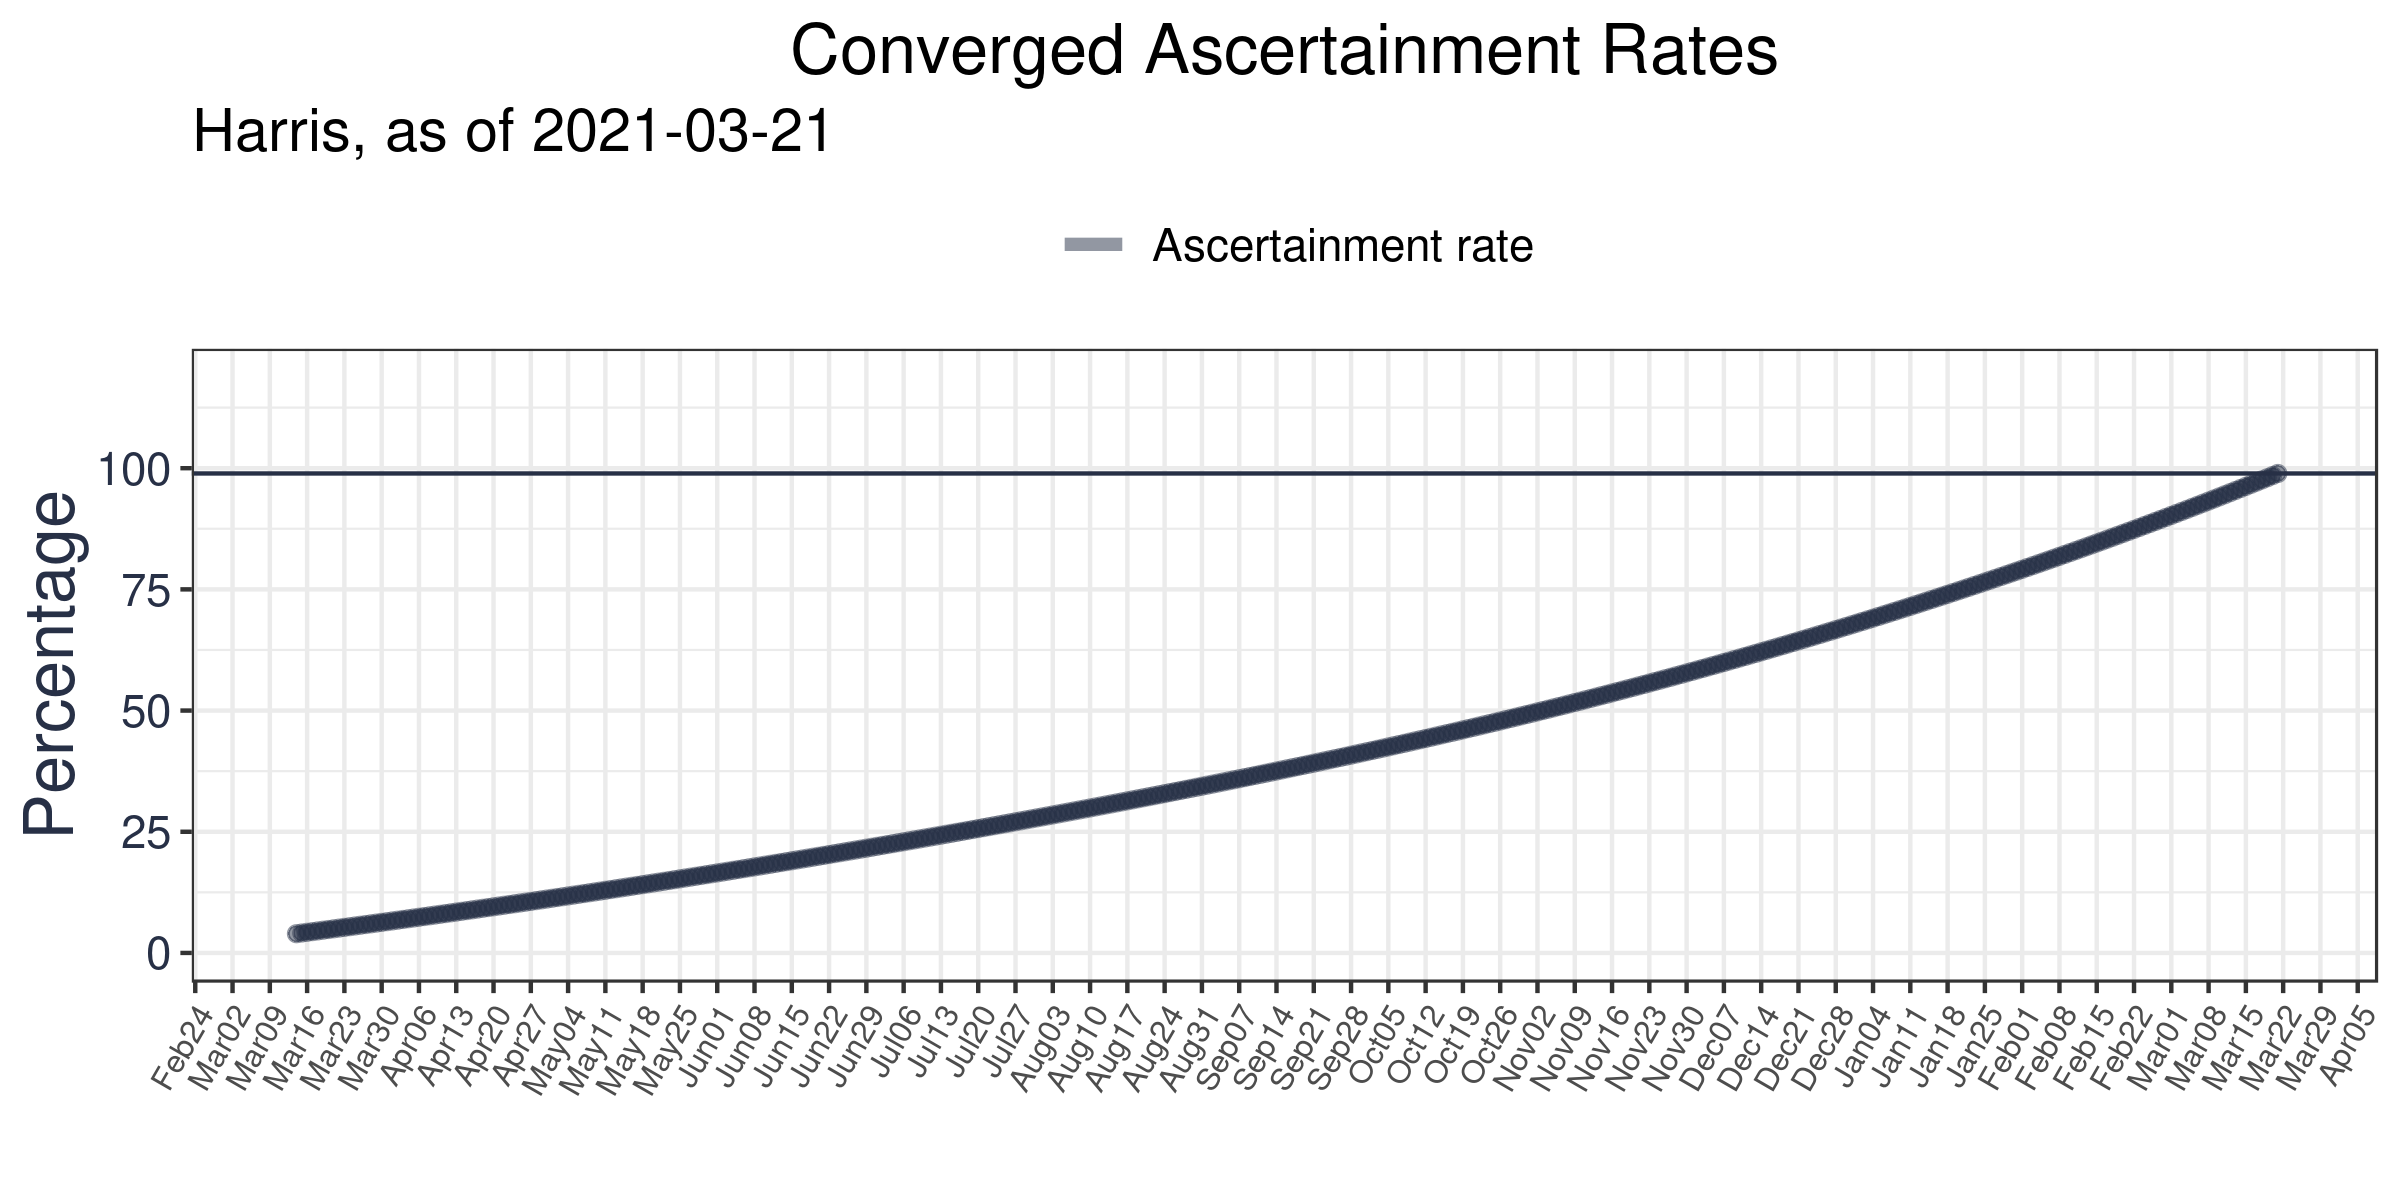 Converged Ascertainment Rates
Harris, as of 2021-03-21
Ascertainment rate
Percentage
100
75
50
25
0
Feb24 Mar02 Mar09 Mar16 Mar23 Mar30 Apr06 Apr13 Apr20 Apr27 May04 May11 May18 May25 Jun01 Jun08 Jun15 Jun22 Jun29 Jul06 Jul13 Jul20 Jul27 Aug03 Aug10 Aug17 Aug24 Aug31 Sep07 Sep14 Sep21 Sep28 Oct05 Oct12 Oct19 Oct26 Nov02 Nov09 Nov16 Nov23 Nov30 Dec07 Dec14 Dec21 Dec28 Jan04 Jan11 Jan18 Jan25 Feb01 Feb08 Feb15 Feb22 Mar01 Mar08 Mar15 Mar22 Mar29 Apr05